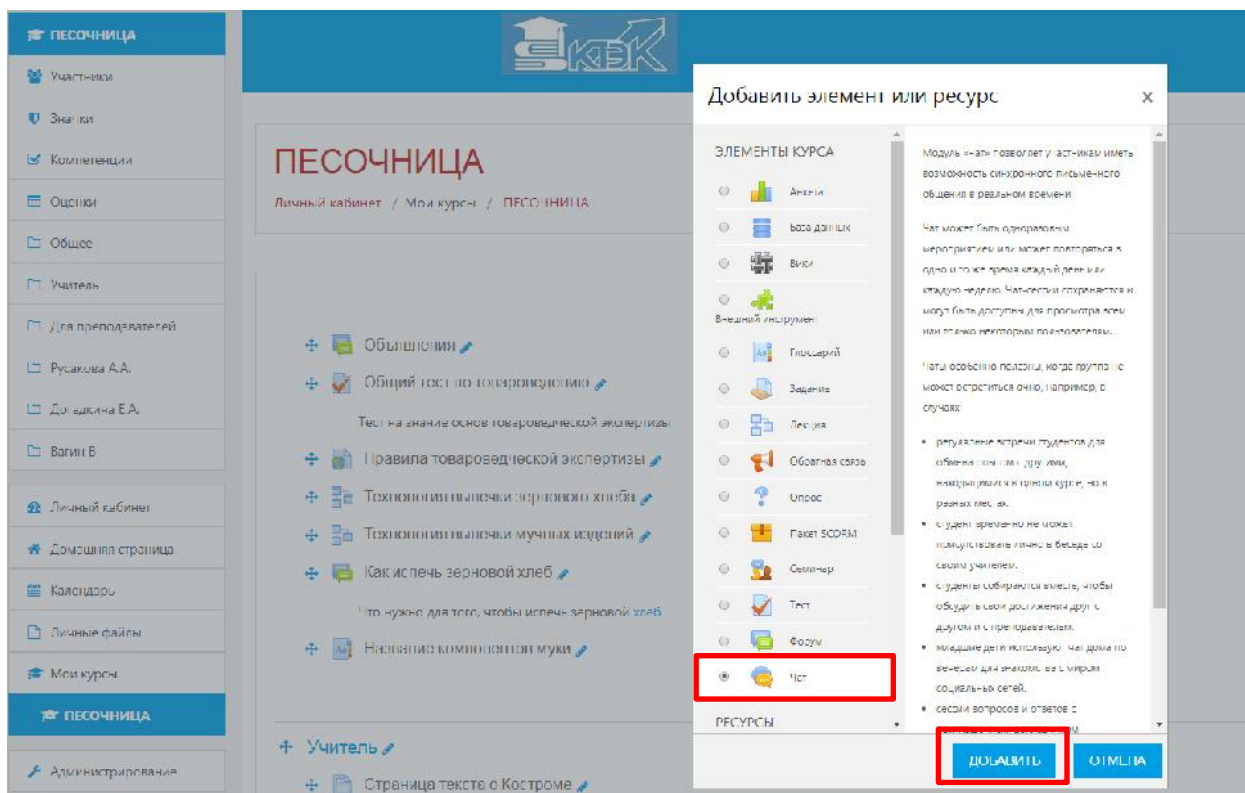 ПЕСОЧНИЦА
Участники
Значки
Компетенции
Оценки
Общее
Учитель
Для преподавателей
Русакова А.А.
Догадкина Е.А.
Вагин В
Личный кабинет
Домашняя страница
Календарь
Личные файлы
Мои курсы
ПЕСОЧНИЦА
Администрирование
КТЭК
ПЕСОЧНИЦА
Личный кабинет / Мои курсы / ПЕСОЧНИЦА
Объявления
Общий тест по товароведению
Тест на знание основ товароведческой экспертизы
Правила товароведческой экспертизы
Технология выпечки зернового хлеба
Технология выпечки мучных изделий
Как испечь зерновой хлеб
Что нужно для того, чтобы испечь зерновой хлеб
Название компонентов муки
Учитель
Страница текста о Костроме
Добавить элемент или ресурс x
ЭЛЕМЕНТЫ КУРСА
Анкета
База данных
Вики
Внешний инструмент
Глоссарий
Задание
Лекция
Обратная связь
Опрос
Пакет SCORM
Семинар
Тест
Форум
Чат
РЕСУРСЫ
Модуль «Чат» позволяет участникам иметь
возможность синхронного письменного
общения в реальном времени
Чат может быть одноразовым
мероприятием или может повторяться в
одно и то же время каждый день или
каждую неделю. Чат-сессии сохраняются и
могут быть доступны для просмотра всем
или только некоторым пользователям.
Чаты особенно полезны, когда группа не
может встретиться очно, например, в
случаях:
• регулярные встречи студентов для
обмена опытом с другими,
находящимися в одном курсе, но в
разных местах.
• студент временно не может
присутствовать лично в беседе со
своим учителем.
• студенты собираются вместе, чтобы
обсудить свои достижения друг с
другом и с преподавателем.
• младшие дети используют чат дома по
вечерам для знакомства с миром
социальных сетей.
• сессии вопросов и ответов с
ДОБАВИТЬ ОТМЕНА